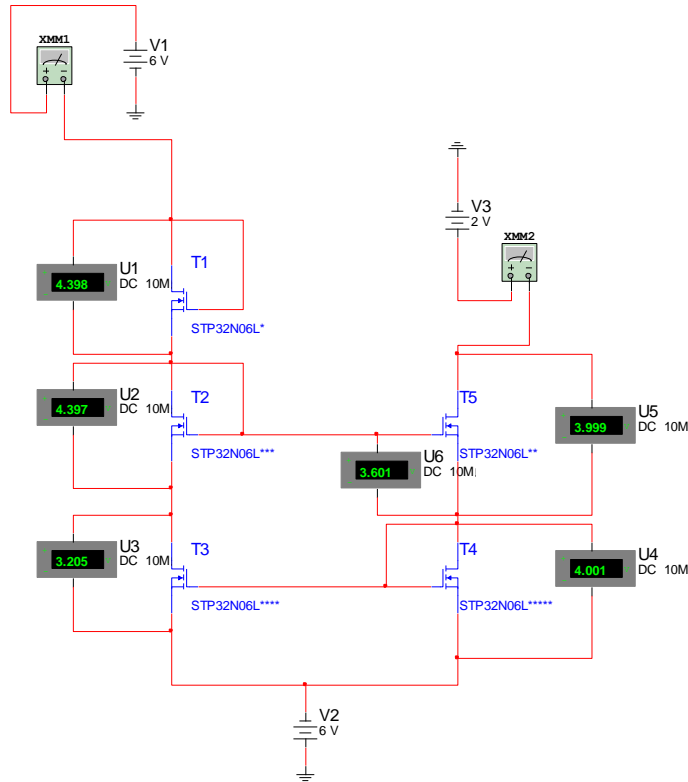 XMM1
V1
6 V
V3
2 V
XMM2
4.398
U1
DC 10M
T1
STP32N06L*
4.397
U2
DC 10M
T2
STP32N06L***
T5
STP32N06L**
3.601
U6
DC 10M
3.999
U5
DC 10M
3.205
U3
DC 10M
T3
STP32N06L****
T4
STP32N06L*****
4.001
U4
DC 10M
V2
6 V